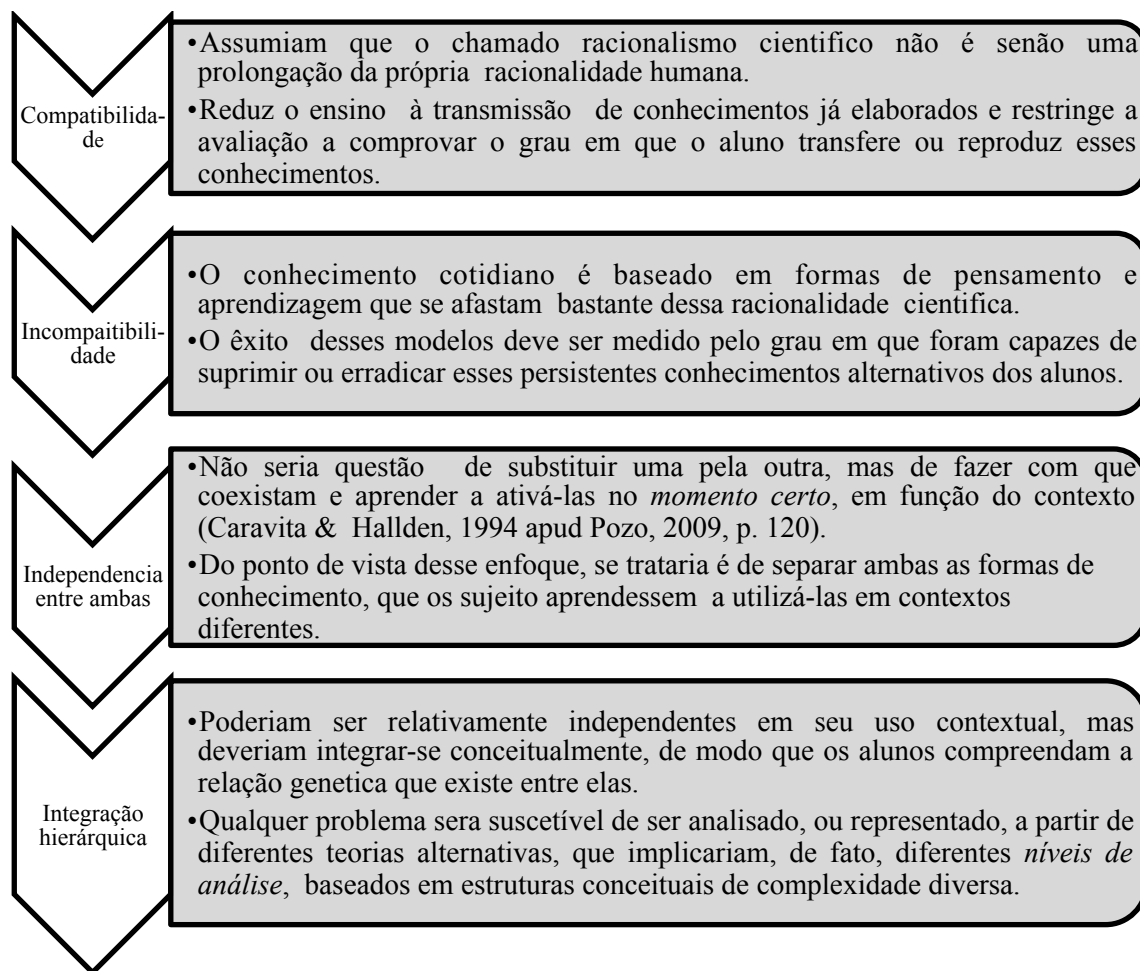 Compatibilida-
de
•Assumiam que o chamado racionalismo cientifico não é senão uma
prolongação da própria racionalidade humana.
•Reduz o ensino à transmissão de conhecimentos já elaborados e restringe a
avaliação a comprovar o grau em que o aluno transfere ou reproduz esses
conhecimentos.
Incompaitibili-
dade
•O conhecimento cotidiano é baseado em formas de pensamento e
aprendizagem que se afastam bastante dessa racionalidade cientifica.
•O êxito desses modelos deve ser medido pelo grau em que foram capazes de
suprimir ou erradicar esses persistentes conhecimentos alternativos dos alunos.
Independencia
entre ambas
•Não seria questão de substituir uma pela outra, mas de fazer com que
coexistam e aprender a ativá-las no momento certo, em função do contexto
(Caravita & Hallden, 1994 apud Pozo, 2009, p. 120).
•Do ponto de vista desse enfoque, se trataria é de separar ambas as formas de
conhecimento, que os sujeito aprendessem a utilizá-las em contextos
diferentes.
Integração
hierárquica
•Poderiam ser relativamente independentes em seu uso contextual, mas
deveriam integrar-se conceitualmente, de modo que os alunos compreendam a
relação genetica que existe entre elas.
•Qualquer problema sera suscetível de ser analisado, ou representado, a partir de
diferentes teorias alternativas, que implicariam, de fato, diferentes níveis de
análise, baseados em estruturas conceituais de complexidade diversa.